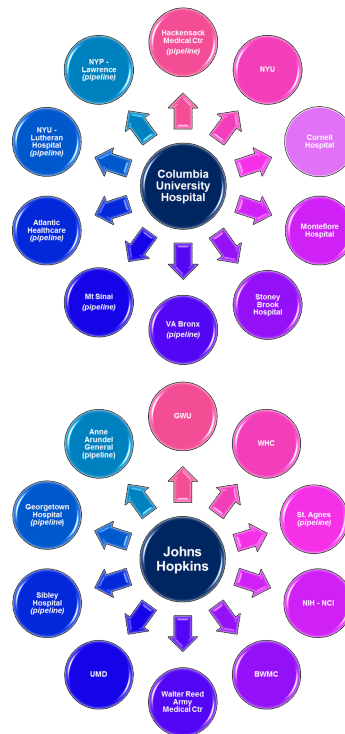 Hackensack
Medical Ctr
(pipeline)
NYU
Cornell
Hospital
Montefiore
Hospital
Stoney
Brook
Hospital
VA Bronx
(pipeline)
Mt Sinai
(pipeline)
Atlantic
Healthcare
(pipeline)
NYU -
Lutheran
Hospital
(pipeline)
NYP -
Lawrence
(pipeline)
Columbia
University
Hospital
GWU
WHC
St. Agnes
(pipeline)
NIH - NCI
BWMC
Walter Reed
Army
Medical Ctr
UMD
Sibley
Hospital
(pipeline)
Georgetown
Hospital
(pipeline)
Anne
Arundel
General
(pipeline)
Johns
Hopkins